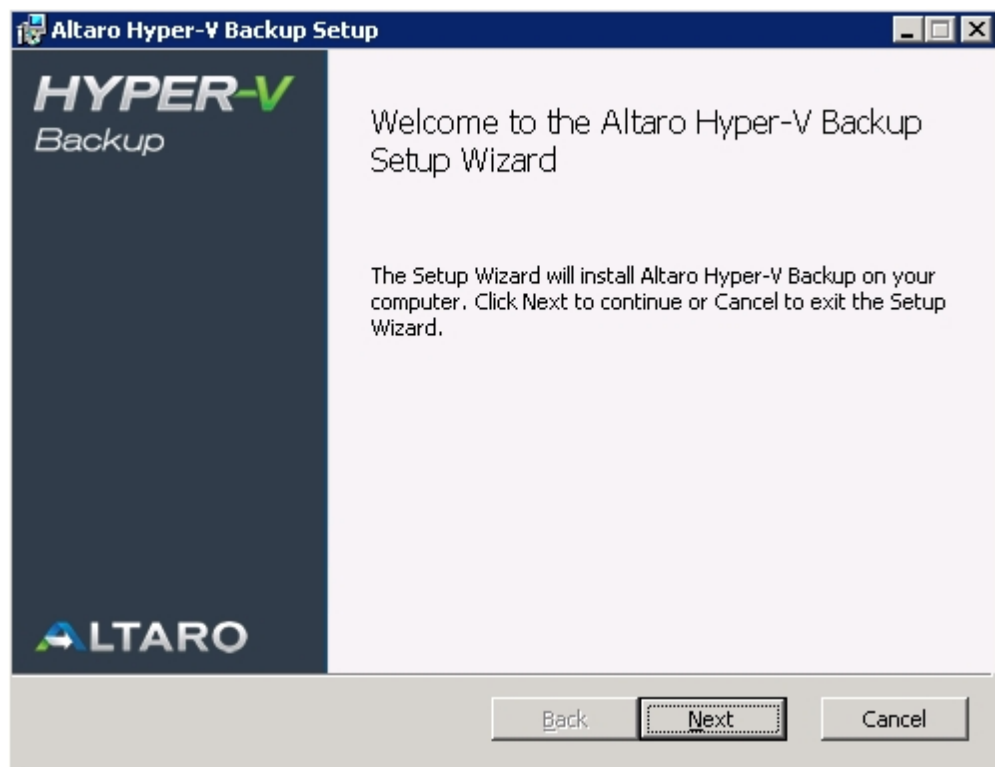 Altaro Hyper-V Backup Setup
HYPER-V
Backup
Welcome to the Altaro Hyper-V Backup
Setup Wizard
The Setup Wizard will install Altaro Hyper-V Backup on your
computer. Click Next to continue or Cancel to exit the Setup
Wizard.
ALTARO
Back
Next
Cancel